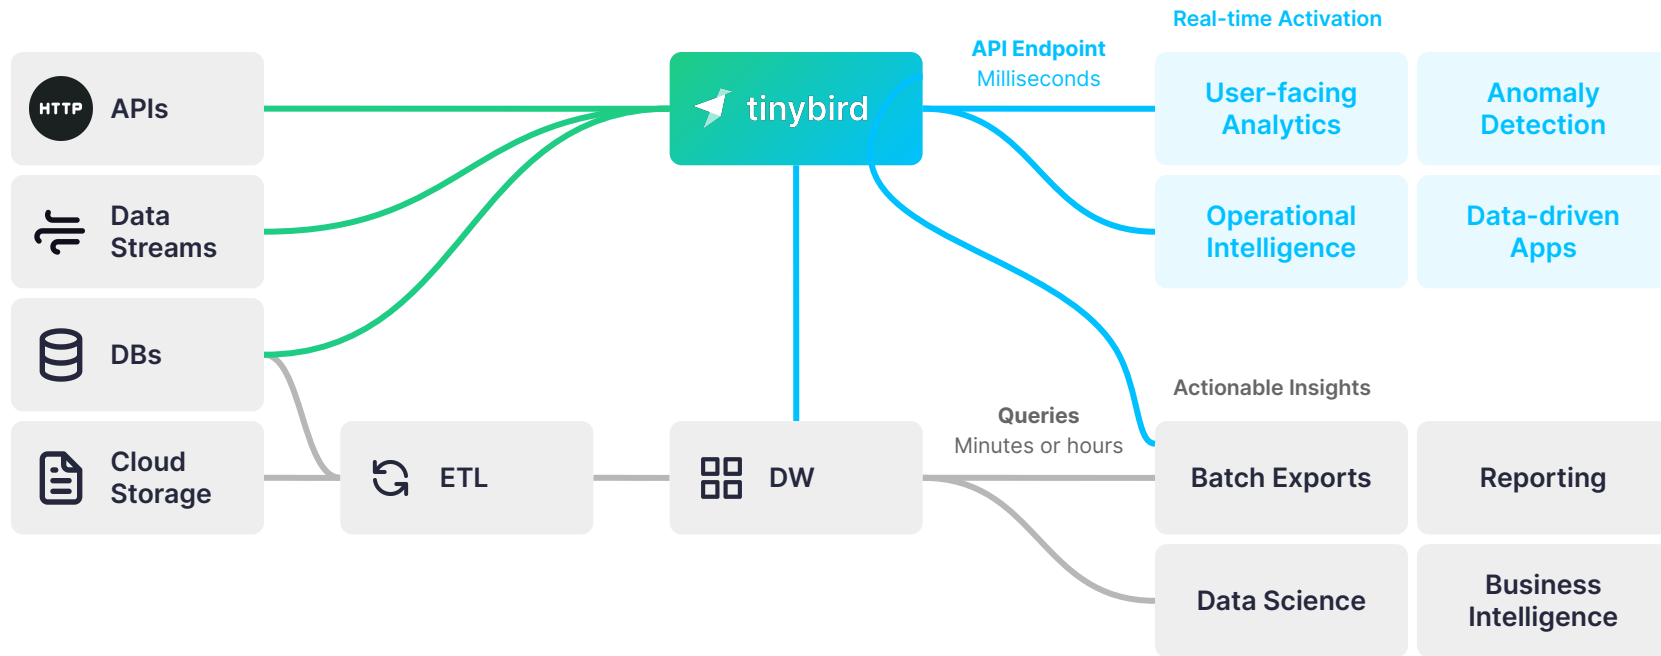 Real-time Activation
API Endpoint
Milliseconds
HTTP
APIs
tinybird
User-facing
Analytics
Anomaly
Detection
Data
Streams
Operational
Intelligence
Data-driven
Apps
DBs
Actionable Insights
Queries
Minutes or hours
Cloud
Storage
ETL
DW
Batch Exports
Reporting
Data Science
Business
Intelligence